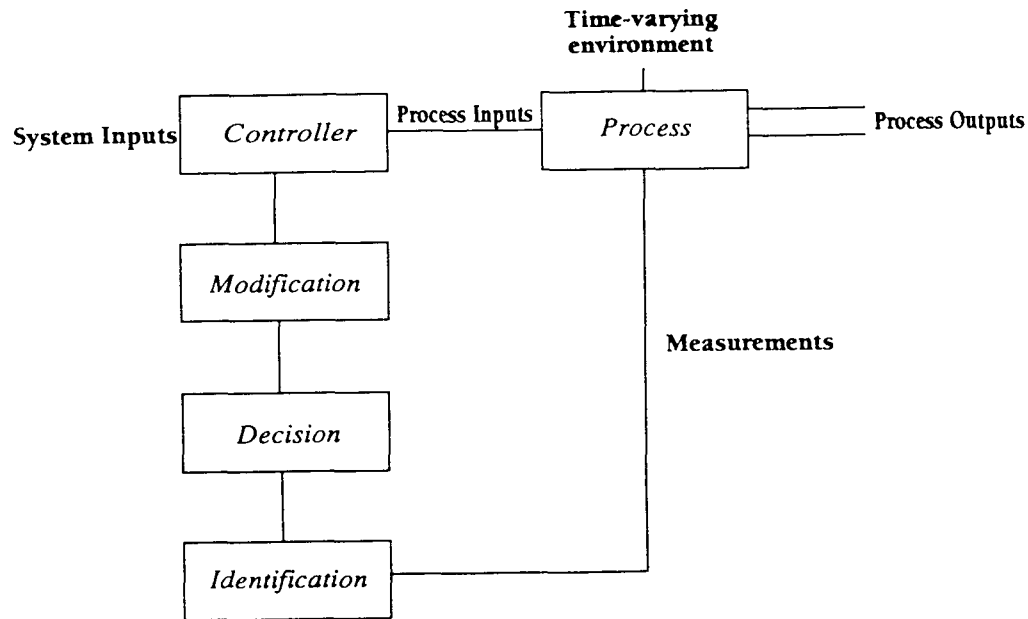 Time-varying
environment
System Inputs
Controller
Process Inputs
Process
Process Outputs
Modification
Measurements
Decision
Identification